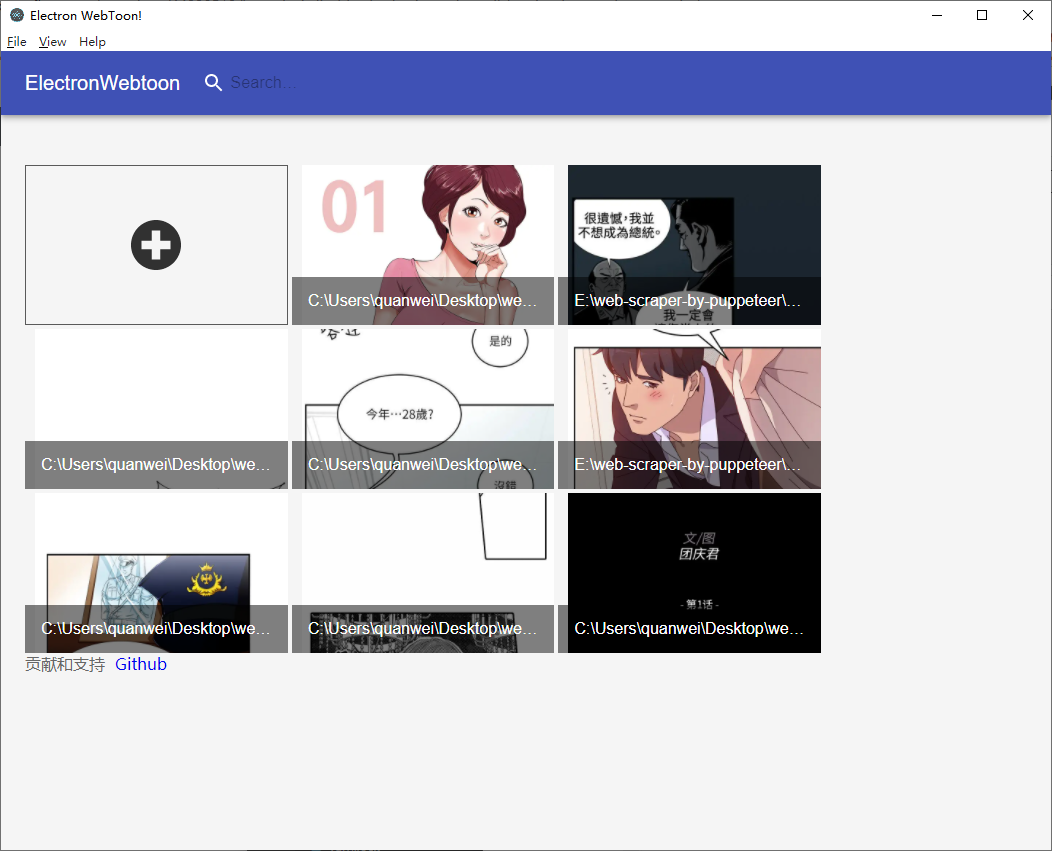 Electron WebToon!
File View Help
ElectronWebtoon Search...
01
很遺憾，我並
不想成為總統。
我一定會
C:\Users\quanwei\Desktop\we...
E:\web-scraper-by-puppeteer\...
是的
今年…28歲?
沒錯
C:\Users\quanwei\Desktop\we...
C:\Users\quanwei\Desktop\we...
E:\web-scraper-by-puppeteer\...
文/图
团庆君
- 第1话 -
C:\Users\quanwei\Desktop\we...
C:\Users\quanwei\Desktop\we...
C:\Users\quanwei\Desktop\we...
贡献和支持 Github